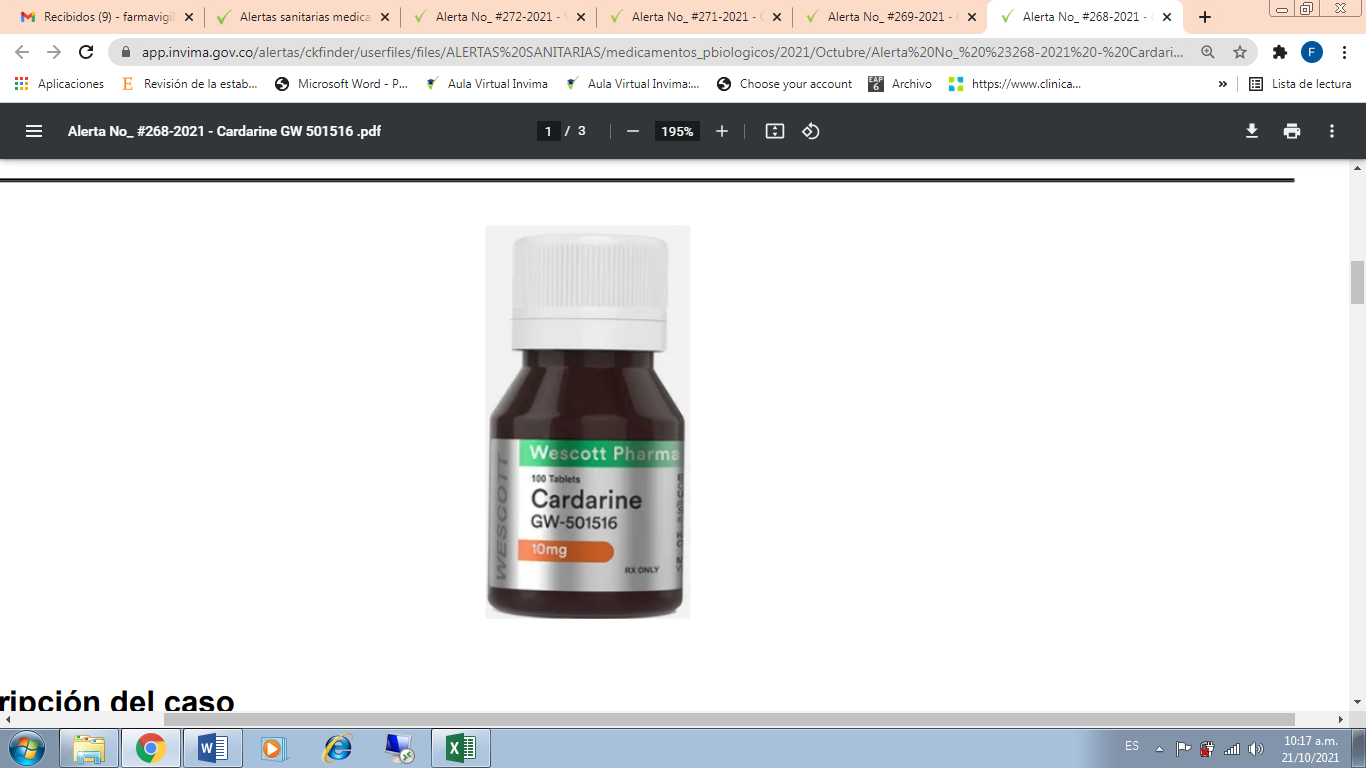 Recibidos (9) - farmavigil
Alertas sanitarias medica
Alerta No_ #272-2021 -
Alerta No_ #271-2021 -
Alerta No_ #269-2021 -
Alerta No_ #268-2021 -
app.invima.gov.co/alertas/ckfinder/userfiles/files/ALERTAS%20SANITARIAS/medicamentos_pbiologicos/2021/Octubre/Alerta%20No_%20%23268-2021%20-%20Cardari...
F
Aplicaciones
Revisión de la estab...
Microsoft Word - P...
Aula Virtual Invima
Aula Virtual Invima:...
Choose your account
EAP 6
Archivo
https://www.clinica...
»
Lista de lectura
Alerta No_ #268-2021 - Cardarine GW 501516 .pdf
1 / 3
195%
Wescott Pharma
WESCOTT
100 Tablets
Cardarine
GW-501516
10mg
RX ONLY
ripción del caso
ES
10:17 a.m.
21/10/2021